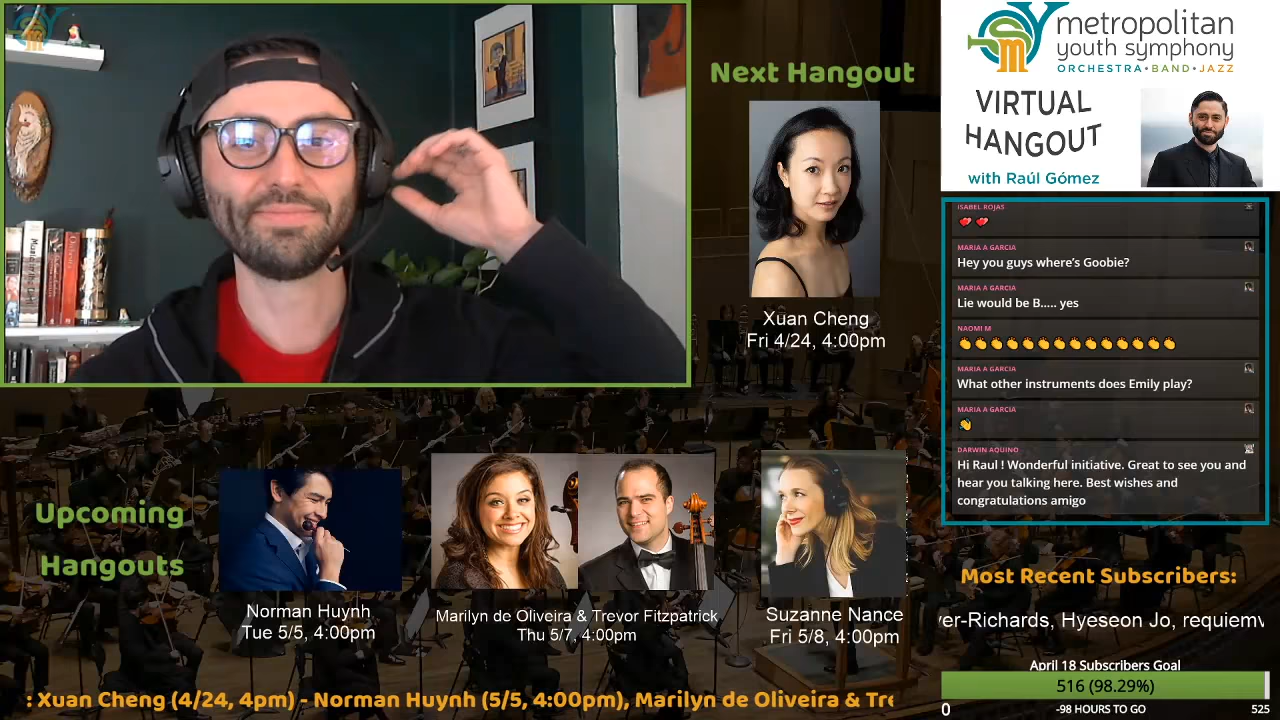 Next Hangout
Xuan Cheng
Fri 4/24, 4:00pm
metropolitan
youth symphony
ORCHESTRA•BAND•JAZZ
VIRTUAL
HANGOUT
with Raúl Gómez
ISABEL ROJAS
MARIA A GARCIA
Hey you guys where's Goobie?
MARIA A GARCIA
Lie would be B..... yes
NAOMI M
MARIA A GARCIA
What other instruments does Emily play?
MARIA A GARCIA
DARWIN AQUINO
Hi Raul ! Wonderful initiative. Great to see you and
hear you talking here. Best wishes and
congratulations amigo
Upcoming
Hangouts
Norman Huynh
Tue 5/5, 4:00pm
Marilyn de Oliveira & Trevor Fitzpatrick
Thu 5/7, 4:00pm
Suzanne Nance
Fri 5/8, 4:00pm
Most Recent Subscribers:
er-Richards, Hyeseon Jo, requiem
April 18 Subscribers Goal
516 (98.29%)
0
-98 HOURS TO GO
525
: Xuan Cheng (4/24, 4pm) - Norman Huynh (5/5, 4:00pm), Marilyn de Oliveira & Tre